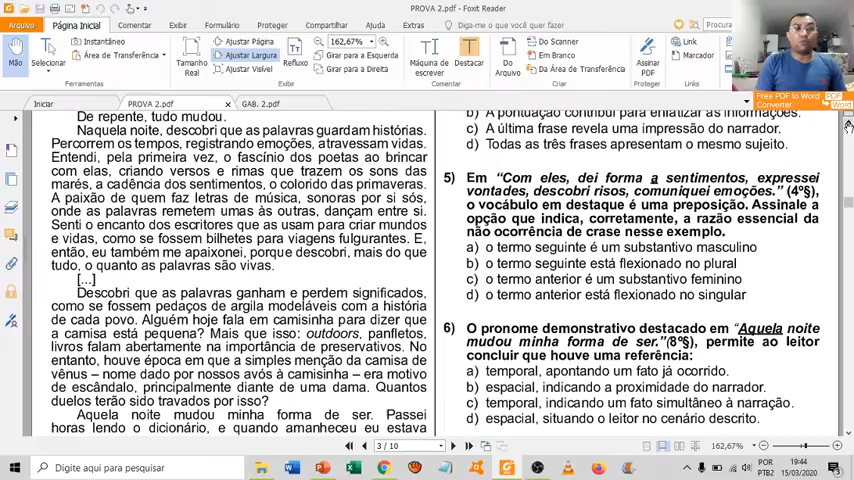 PROVA 2.pdf - Foxit Reader
Arquivo
Página Inicial
Comentar
Exibir
Formulário
Proteger
Compartilhar
Ajuda
Extras
Diga-me o que você quer fazer
Procura
Mão
Selecionar
Instantâneo
Área de Transferência
Ferramentas
Tamanho Real
Ajustar Página
Ajustar Largura
Ajustar Visível
Refluxo
162,67%
Girar para a Esquerda
Girar para a Direita
Exibir
Máquina de escrever
Destacar
Comentar
Do Arquivo
Do Scanner
Em Branco
Da Área de Transferência
Criar
Assinar PDF
Proteger
Link
Marcador
Links
Free PDF to Word Converter
PDF Word
Iniciar
PROVA 2.pdf
GAB. 2.pdf
De repente, tudo mudou.
Naquela noite, descobri que as palavras guardam histórias.
Percorrem os tempos, registrando emoções, atravessam vidas.
Entendi, pela primeira vez, o fascínio dos poetas ao brincar
com elas, criando versos e rimas que trazem os sons das
marés, a cadência dos sentimentos, o colorido das primaveras.
A paixão de quem faz letras de música, sonoras por si sós,
onde as palavras remetem umas às outras, dançam entre si.
Senti o encanto dos escritores que as usam para criar mundos
e vidas, como se fossem bilhetes para viagens fulgurantes. E,
então, eu também me apaixonei, porque descobri, mais do que
tudo, o quanto as palavras são vivas.
[...]
Descobri que as palavras ganham e perdem significados,
como se fossem pedaços de argila modeláveis com a história
de cada povo. Alguém hoje fala em camisinha para dizer que
a camisa está pequena? Mais que isso: outdoors, panfletos,
livros falam abertamente na importância de preservativos. No
entanto, houve época em que a simples menção da camisa de
vênus – nome dado por nossos avós à camisinha – era motivo
de escândalo, principalmente diante de uma dama. Quantos
duelos terão sido travados por isso?
Aquela noite mudou minha forma de ser. Passei
horas lendo o dicionário, e quando amanheceu eu estava
b) A pontuação contribui para enfatizar as informações.
c) A última frase revela uma impressão do narrador.
d) Todas as três frases apresentam o mesmo sujeito.
5) Em “Com eles, dei forma a sentimentos, expressei
vontades, descobri risos, comuniquei emoções.” (4º§),
o vocábulo em destaque é uma preposição. Assinale a
opção que indica, corretamente, a razão essencial da
não ocorrência de crase nesse exemplo.
a) o termo seguinte é um substantivo masculino
b) o termo seguinte está flexionado no plural
c) o termo anterior é um substantivo feminino
d) o termo anterior está flexionado no singular
6) O pronome demonstrativo destacado em “Aquela noite
mudou minha forma de ser.”(8º§), permite ao leitor
concluir que houve uma referência:
a) temporal, apontando um fato já ocorrido.
b) espacial, indicando a proximidade do narrador.
c) temporal, indicando um fato simultâneo à narração.
d) espacial, situando o leitor no cenário descrito.
3 / 10
162,67%
Digite aqui para pesquisar
POR
PTB2
19:44
15/03/2020